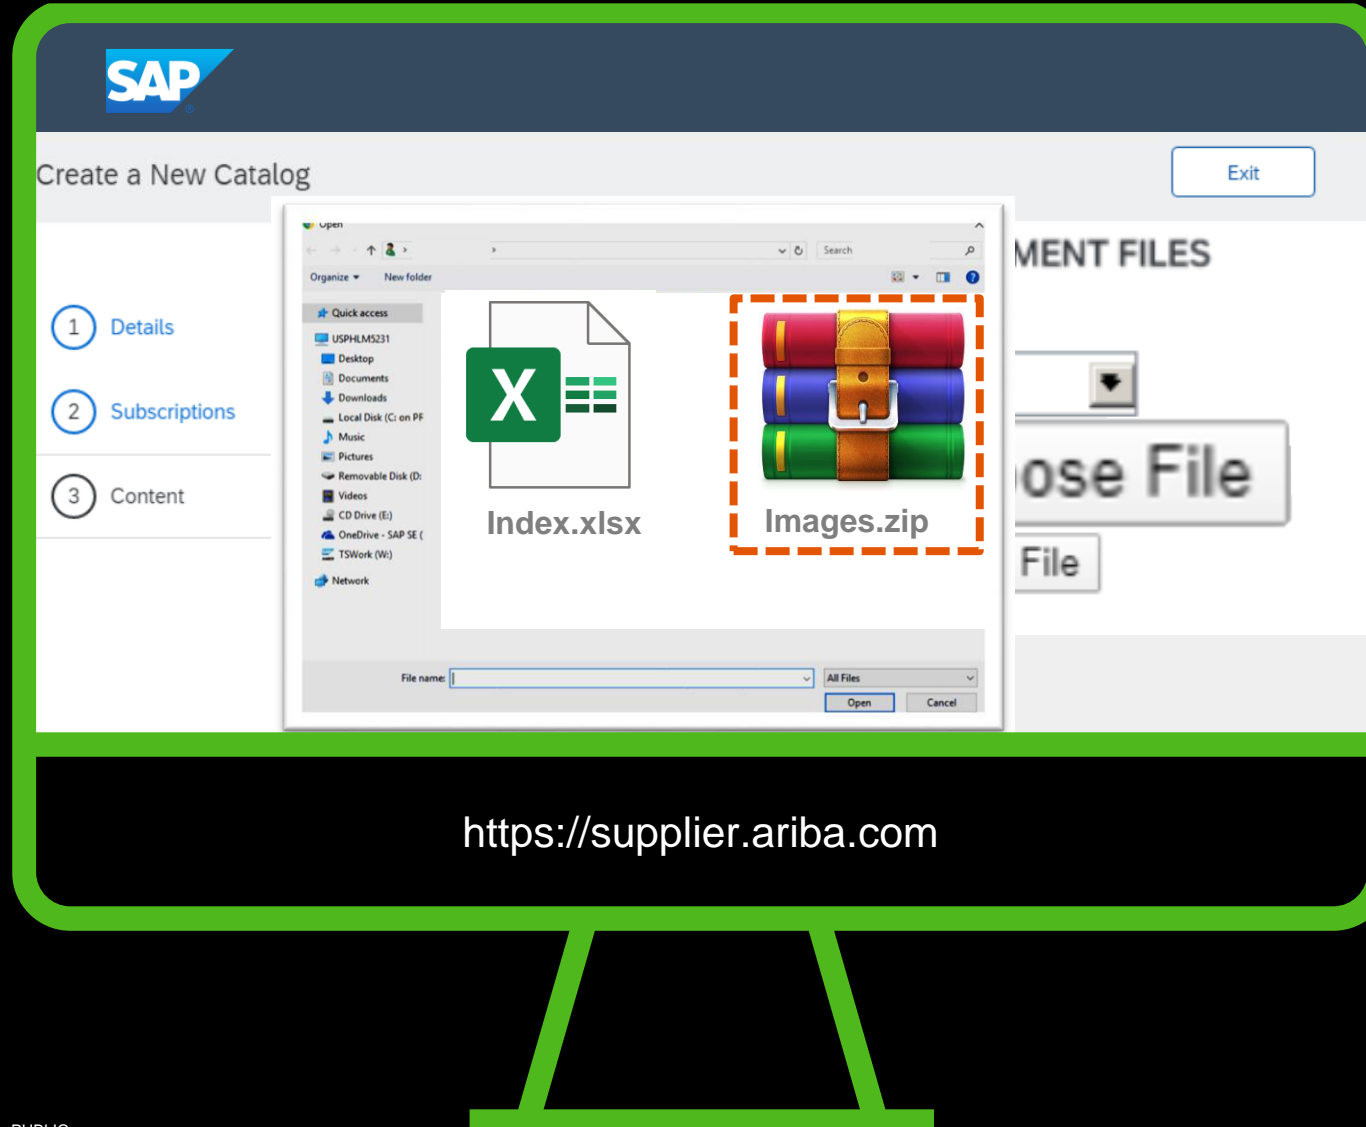 SAP
Create a New Catalog
Exit
Open
Search
Organize
New folder
MENT FILES
Quick access
USPHLM5231
Desktop
Documents
Downloads
Local Disk (C: on PF
Music
Pictures
Removable Disk (D:
Videos
CD Drive (E:)
OneDrive - SAP SE (
TSWork (W:)
Network
1 Details
2 Subscriptions
3 Content
X
Index.xlsx
Images.zip
ose File
File
File name:
All Files
Open
Cancel
https://supplier.ariba.com